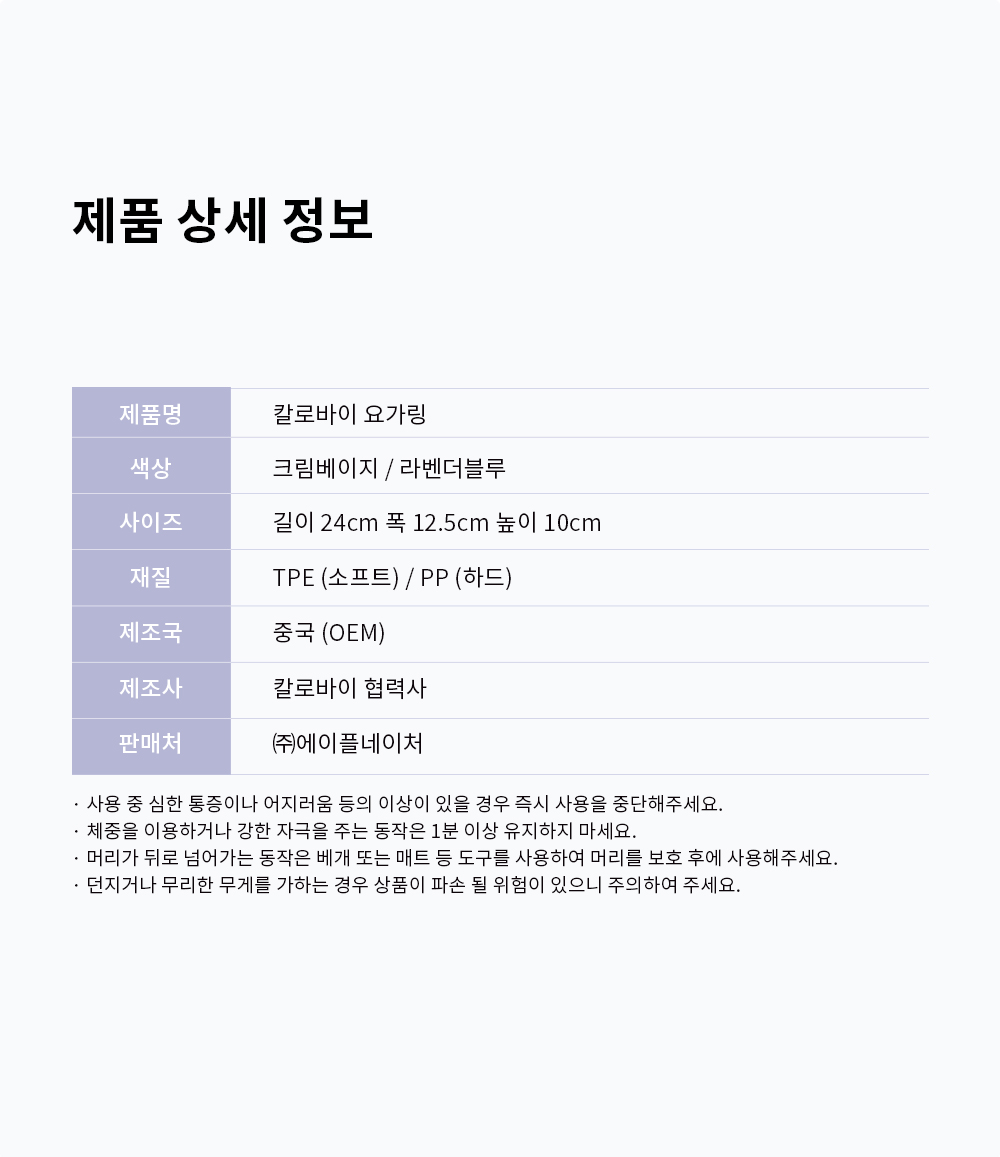 제품 상세 정보
제품명 칼로바이 요가링
색상 크림베이지 / 라벤더블루
사이즈 길이 24cm 폭 12.5cm 높이 10cm
재질 TPE (소프트) / PP (하드)
제조국 중국 (OEM)
제조사 칼로바이 협력사
판매처 ㈜에이플네이처
· 사용 중 심한 통증이나 어지러움 등의 이상이 있을 경우 즉시 사용을 중단해주세요.
· 체중을 이용하거나 강한 자극을 주는 동작은 1분 이상 유지하지 마세요.
· 머리가 뒤로 넘어가는 동작은 베개 또는 매트 등 도구를 사용하여 머리를 보호 후에 사용해주세요.
· 던지거나 무리한 무게를 가하는 경우 상품이 파손 될 위험이 있으니 주의하여 주세요.